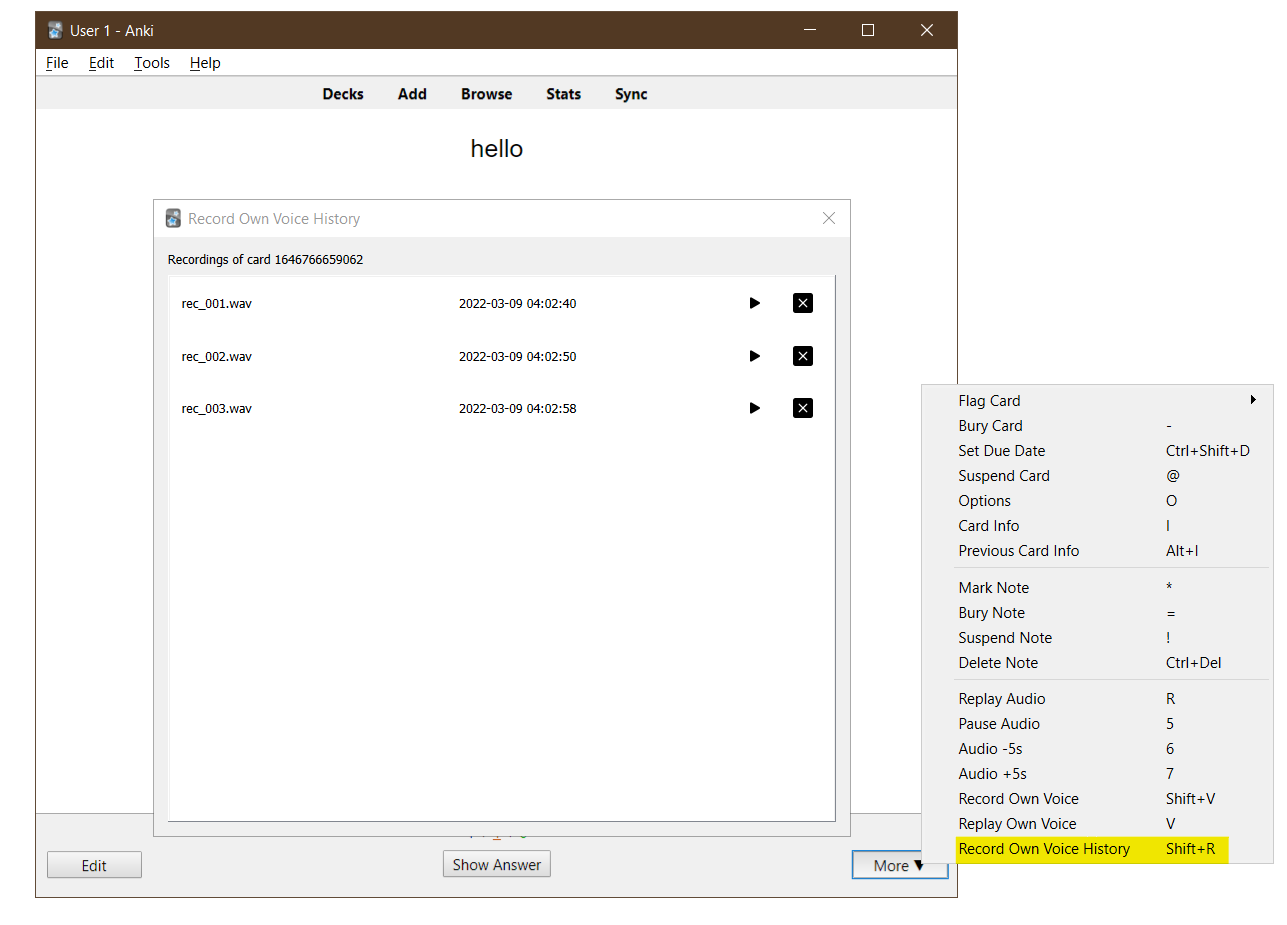 User 1 - Anki
File Edit Tools Help
Decks Add Browse Stats Sync
hello
Record Own Voice History
Recordings of card 1646766659062
rec_001.wav 2022-03-09 04:02:40
rec_002.wav 2022-03-09 04:02:50
rec_003.wav 2022-03-09 04:02:58
Edit Show Answer More ▼
Flag Card
Bury Card -
Set Due Date Ctrl+Shift+D
Suspend Card @
Options O
Card Info I
Previous Card Info Alt+I
Mark Note *
Bury Note =
Suspend Note !
Delete Note Ctrl+Del
Replay Audio R
Pause Audio 5
Audio -5s 6
Audio +5s 7
Record Own Voice Shift+V
Replay Own Voice V
Record Own Voice History Shift+R